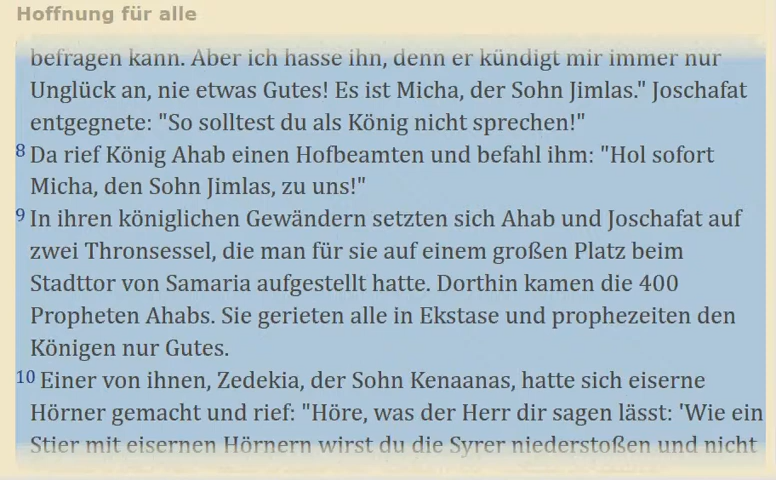 Hoffnung für alle
befragen kann. Aber ich hasse ihn, denn er kündigt mir immer nur
Unglück an, nie etwas Gutes! Es ist Micha, der Sohn Jimlas." Joschafat
entgegnete: "So solltest du als König nicht sprechen!"
8 Da rief König Ahab einen Hofbeamten und befahl ihm: "Hol sofort
Micha, den Sohn Jimlas, zu uns!"
9 In ihren königlichen Gewändern setzten sich Ahab und Joschafat auf
zwei Thronsessel, die man für sie auf einem großen Platz beim
Stadttor von Samaria aufgestellt hatte. Dorthin kamen die 400
Propheten Ahabs. Sie gerieten alle in Ekstase und prophezeiten den
Königen nur Gutes.
10 Einer von ihnen, Zedekia, der Sohn Kenaanas, hatte sich eiserne
Hörner gemacht und rief: "Höre, was der Herr dir sagen lässt: 'Wie ein
Stier mit eisernen Hörnern wirst du die Syrer niederstoßen und nicht